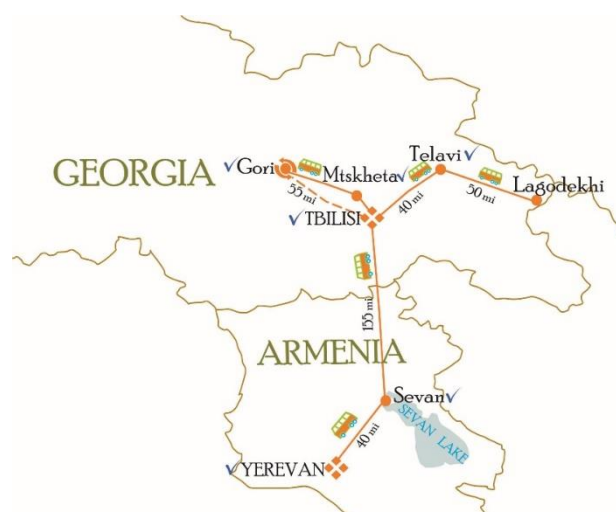 Telavi
GEORGIA
Gori
Mtskheta
Lagodekhi
55 mi
50 mi
TBILISI
40 mi
155 mi
ARMENIA
Sevan
SEVAN LAKE
40 mi
YEREVAN